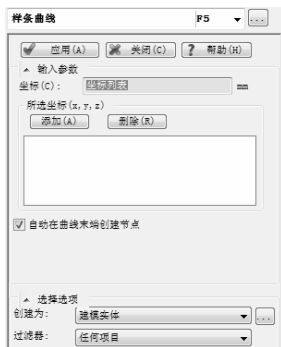 样条曲线 F5 ...
应用(A) 关闭(C) ? 帮助(H)
输入参数
坐标(C): 坐标列表 mm
所选坐标(x,y,z)
添加(A) 删除(R)
自动在曲线末端创建节点
选择选项
创建为: 建模实体 ...
过滤器: 任何项目